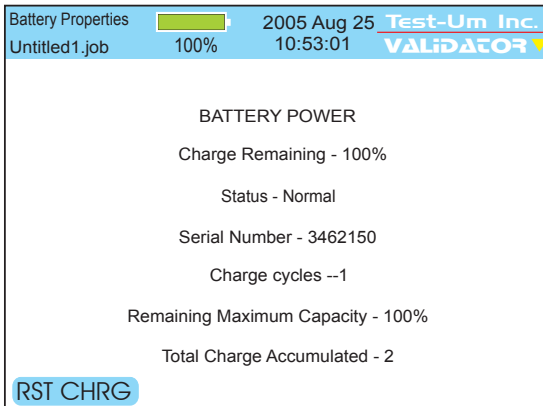 Battery Properties
Untitled1.job
100%
2005 Aug 25
10:53:01
Test-Um Inc.
VALiDATOR
BATTERY POWER
Charge Remaining - 100%
Status - Normal
Serial Number - 3462150
Charge cycles --1
Remaining Maximum Capacity - 100%
Total Charge Accumulated - 2
RST CHRG